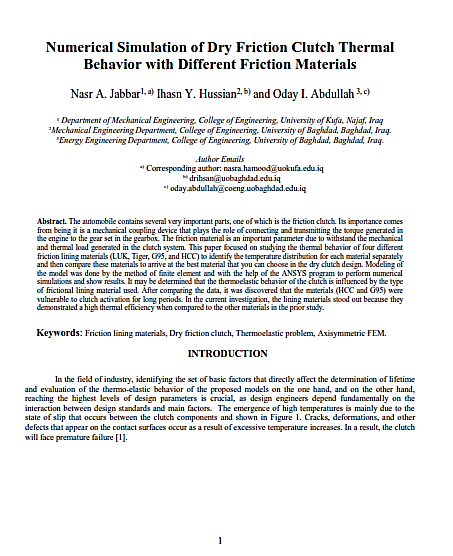 Numerical Simulation of Dry Friction Clutch Thermal
Behavior with Different Friction Materials
Nasr A. Jabbar1, a) Ihasn Y. Hussian2, b) and Oday I. Abdullah 3, c)
1 Department of Mechanical Engineering, College of Engineering, University of Kufa, Najaf, Iraq
2Mechanical Engineering Department, College of Engineering, University of Baghdad, Baghdad, Iraq.
3Energy Engineering Department, College of Engineering, University of Baghdad, Baghdad, Iraq.
Author Emails
a) Corresponding author: nasra.hamood@uokufa.edu.iq
b) drihsan@uobaghdad.edu.iq
c) oday.abdullah@coeng.uobaghdad.edu.iq
Abstract. The automobile contains several very important parts, one of which is the friction clutch. Its importance comes
from being it is a mechanical coupling device that plays the role of connecting and transmitting the torque generated in
the engine to the gear set in the gearbox. The friction material is an important parameter due to withstand the mechanical
and thermal load generated in the clutch system. This paper focused on studying the thermal behavior of four different
friction lining materials (LUK, Tiger, G95, and HCC) to identify the temperature distribution for each material separately
and then compare these materials to arrive at the best material that you can choose in the dry clutch design. Modeling of
the model was done by the method of finite element and with the help of the ANSYS program to perform numerical
simulations and show results. It may be determined that the thermoelastic behavior of the clutch is influenced by the type
of frictional lining material used. After comparing the data, it was discovered that the materials (HCC and G95) were
vulnerable to clutch activation for long periods. In the current investigation, the lining materials stood out because they
demonstrated a high thermal efficiency when compared to the other materials in the prior study.
Keywords: Friction lining materials, Dry friction clutch, Thermoelastic problem, Axisymmetric FEM.
INTRODUCTION
In the field of industry, identifying the set of basic factors that directly affect the determination of lifetime
and evaluation of the thermo-elastic behavior of the proposed models on the one hand, and on the other hand,
reaching the highest levels of design parameters is crucial, as design engineers depend fundamentally on the
interaction between design standards and main factors. The emergence of high temperatures is mainly due to the
state of slip that occurs between the clutch components and shown in Figure 1. Cracks, deformations, and other
defects that appear on the contact surfaces occur as a result of excessive temperature increases. In a result, the clutch
will face premature failure [1].
1